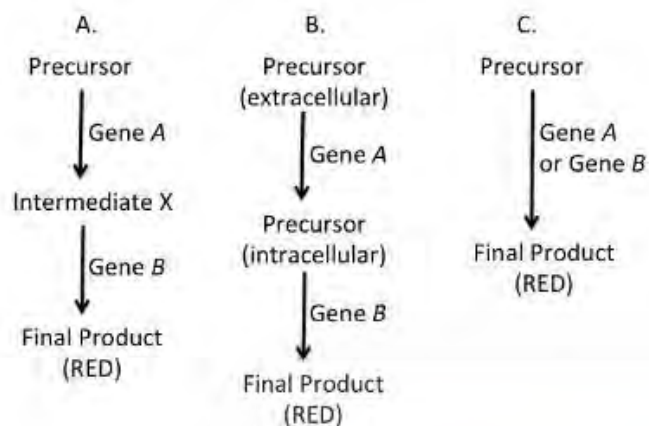 A.
Precursor
Gene A
Intermediate X
Gene B
Final Product
(RED)
B.
Precursor
(extracellular)
Gene A
Precursor
(intracellular)
Gene B
Final Product
(RED)
C.
Precursor
Gene A
or Gene B
Final Product
(RED)